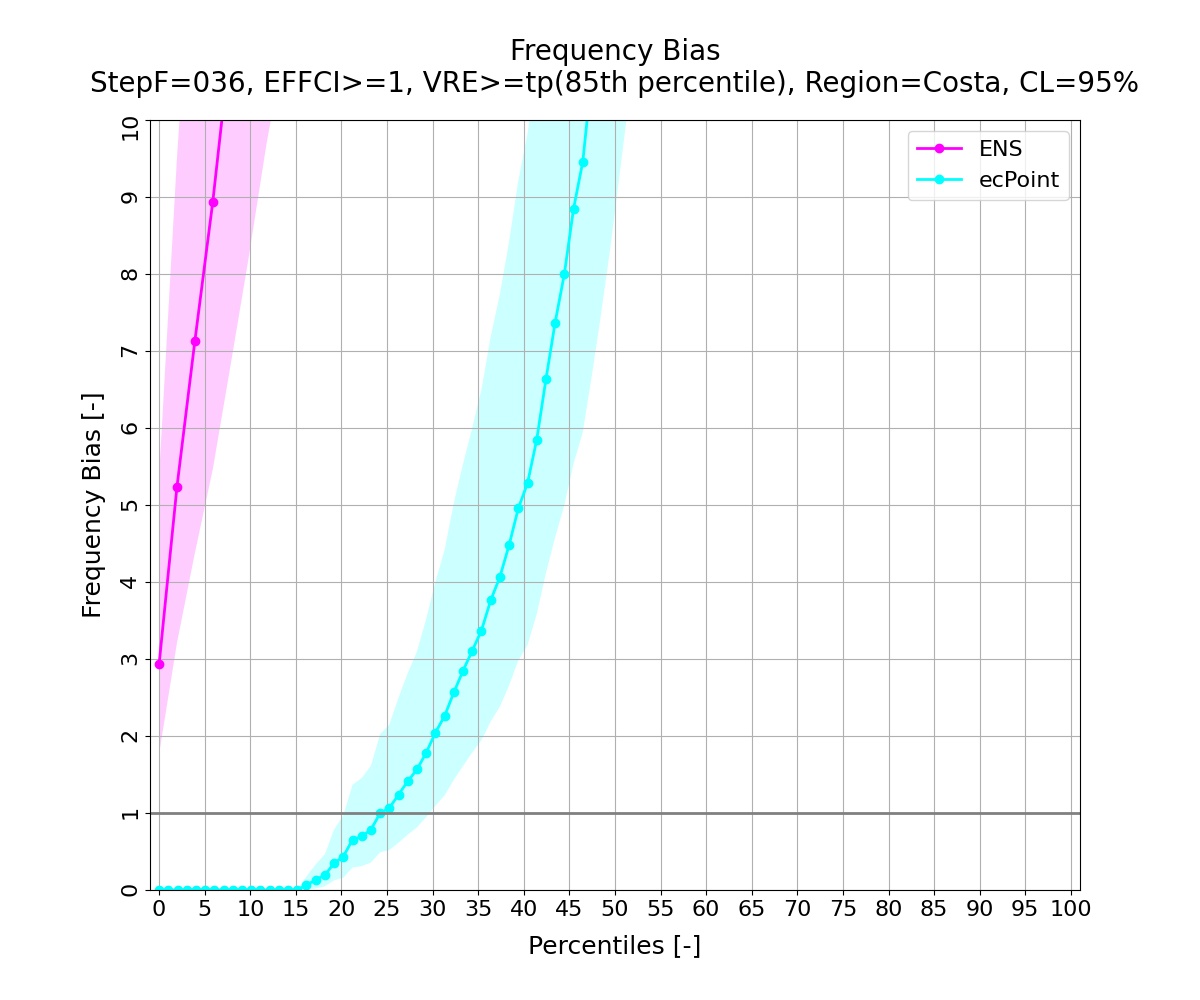 Frequency Bias
StepF=036, EFFCI>=1, VRE>=tp(85th percentile), Region=Costa, CL=95%
ENS
ecPoint
Frequency Bias [-]
10
9
8
7
6
5
4
3
2
1
0
0 5 10 15 20 25 30 35 40 45 50 55 60 65 70 75 80 85 90 95 100
Percentiles [-]